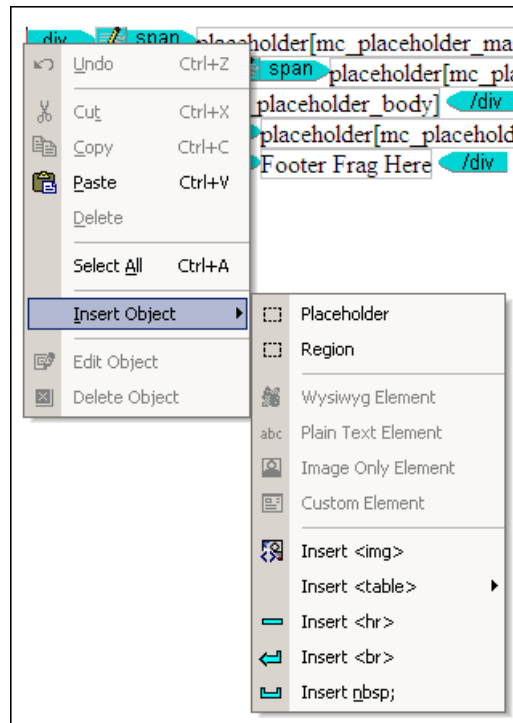 div span placeholder[mc_placeholder_ma
span placeholder[mc_pla
_placeholder_body] /div
placeholder[mc_placehold
Footer Frag Here /div
Undo Ctrl+Z
Cut Ctrl+X
Copy Ctrl+C
Paste Ctrl+V
Delete
Select All Ctrl+A
Insert Object
Edit Object
Delete Object
Placeholder
Region
Wysiwyg Element
abc Plain Text Element
Image Only Element
Custom Element
Insert <img>
Insert <table>
Insert <hr>
Insert <br>
Insert nbsp;